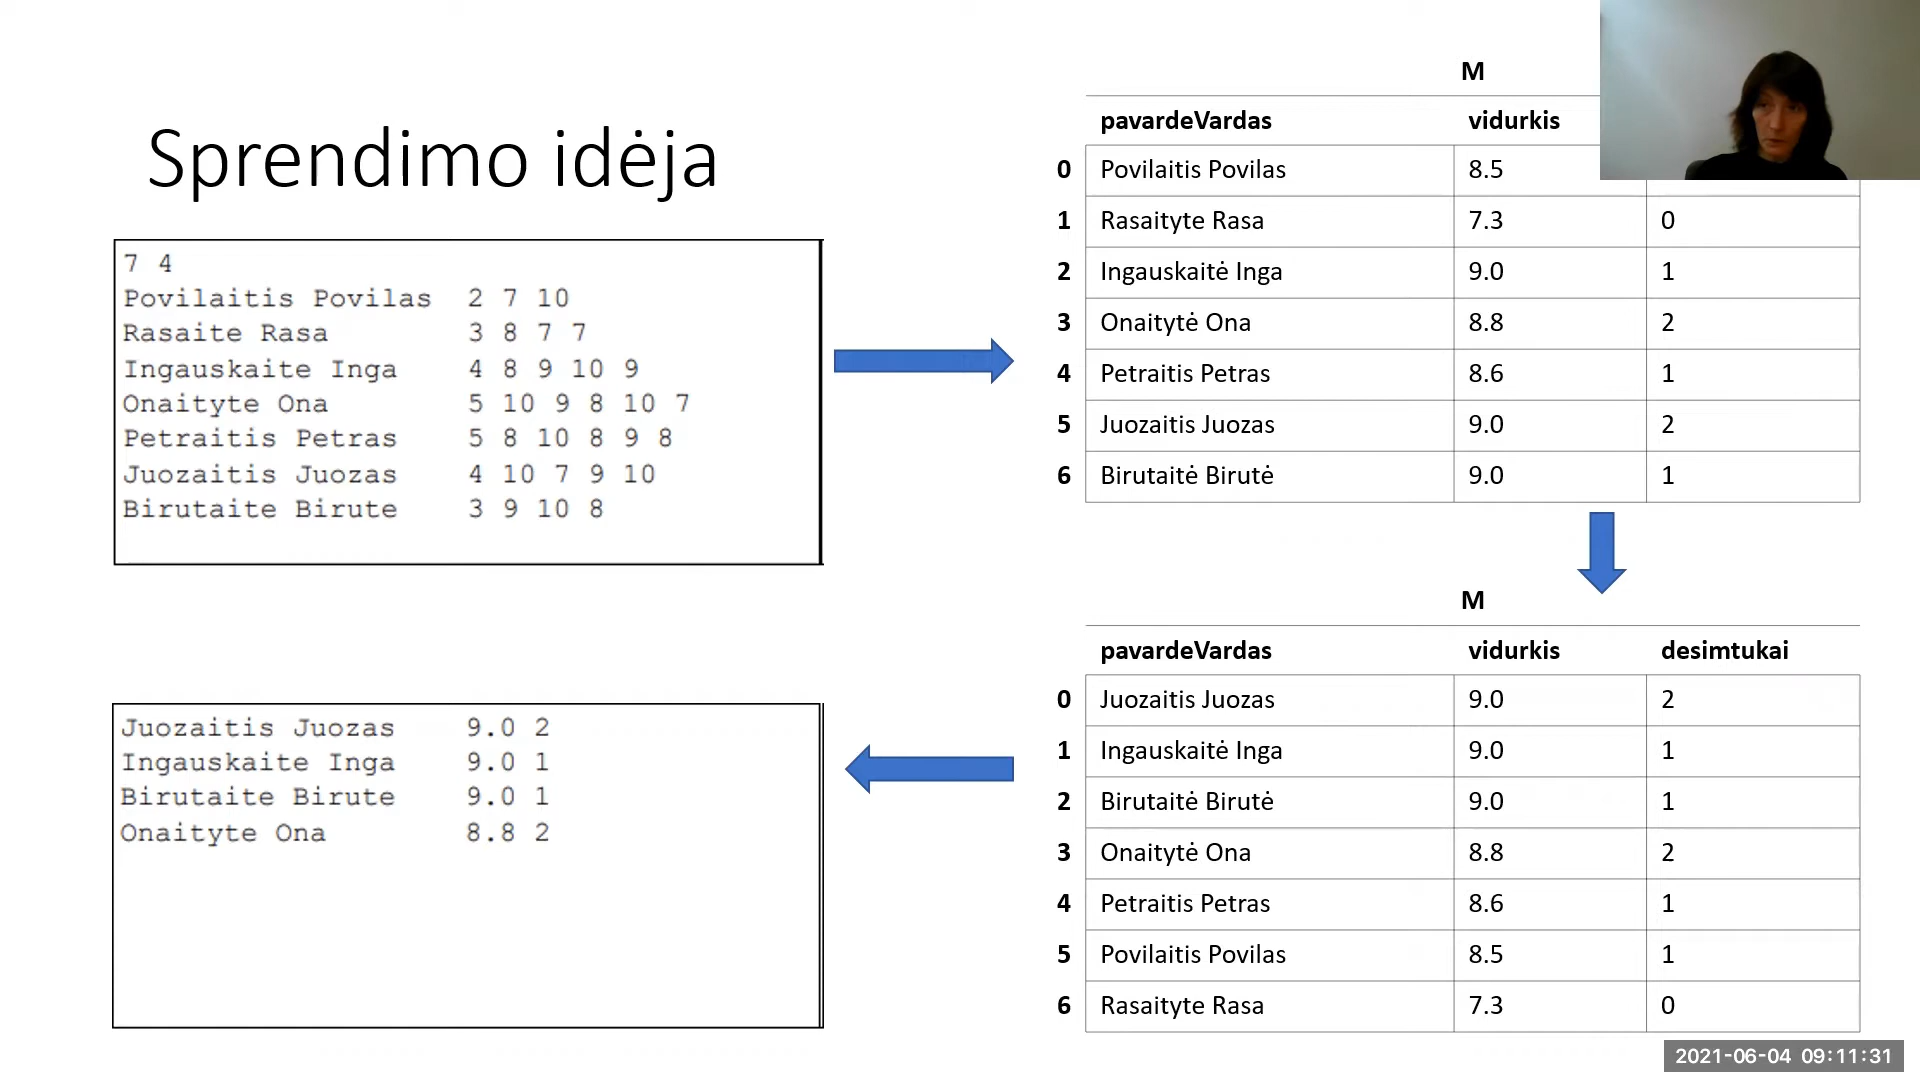 Sprendimo idėja
7 4
Povilaitis Povilas 2 7 10
Rasaite Rasa 3 8 7 7
Ingauskaite Inga 4 8 9 10 9
Onaityte Ona 5 10 9 8 10 7
Petraitis Petras 5 8 10 8 9 8
Juozaitis Juozas 4 10 7 9 10
Birutaite Birute 3 9 10 8
M
pavardeVardas vidurkis
0 Povilaitis Povilas 8.5
1 Rasaityte Rasa 7.3 0
2 Ingauskaitė Inga 9.0 1
3 Onaitytė Ona 8.8 2
4 Petraitis Petras 8.6 1
5 Juozaitis Juozas 9.0 2
6 Birutaitė Birutė 9.0 1
M
pavardeVardas vidurkis desimtukai
0 Juozaitis Juozas 9.0 2
1 Ingauskaitė Inga 9.0 1
2 Birutaitė Birutė 9.0 1
3 Onaitytė Ona 8.8 2
4 Petraitis Petras 8.6 1
5 Povilaitis Povilas 8.5 1
6 Rasaityte Rasa 7.3 0
Juozaitis Juozas 9.0 2
Ingauskaite Inga 9.0 1
Birutaite Birute 9.0 1
Onaityte Ona 8.8 2
2021-06-04 09:11:31